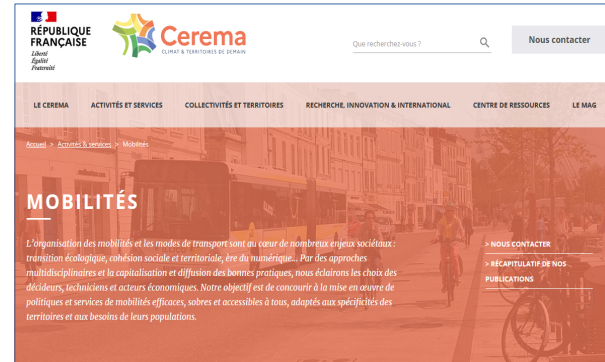 RÉPUBLIQUE
FRANÇAISE
Liberté
Égalité
Fraternité
Cerema
CLIMAT & TERRITOIRES DE DEMAIN
Que recherchez-vous ?
Nous contacter
LE CEREMA
ACTIVITÉS ET SERVICES
COLLECTIVITÉS ET TERRITOIRES
RECHERCHE, INNOVATION & INTERNATIONAL
CENTRE DE RESSOURCES
LE MAG
Accueil > Activités & services > Mobilités
MOBILITÉS
L'organisation des mobilités et les modes de transport sont au cœur de nombreux enjeux sociétaux :
transition écologique, cohésion sociale et territoriale, ère du numérique... Par des approches
multidisciplinaires et la capitalisation et diffusion des bonnes pratiques, nous éclairons les choix des
décideurs, techniciens et acteurs économiques. Notre objectif est de concourir à la mise en œuvre de
politiques et services de mobilités efficaces, sobres et accessibles à tous, adaptés aux spécificités des
territoires et aux besoins de leurs populations.
> NOUS CONTACTER
> RÉCAPITULATIF DE NOS
PUBLICATIONS